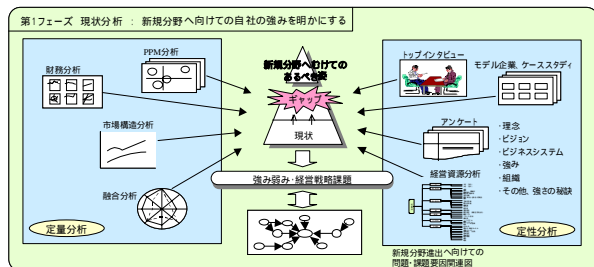 第1フェーズ 現状分析 : 新規分野へ向けての自社の強みを明かにする
PPM分析
財務分析
市場構造分析
融合分析
定量分析
新規分野へむけての
あるべき姿
ギャップ
現状
強み弱み・経営戦略課題
トップインタビュー
モデル企業、ケーススタディ
アンケート
・理念
・ビジョン
・ビジネスシステム
・強み
・組織
・その他、強さの秘訣
経営資源分析
定性分析
新規分野進出へ向けての
問題・課題要因関連図